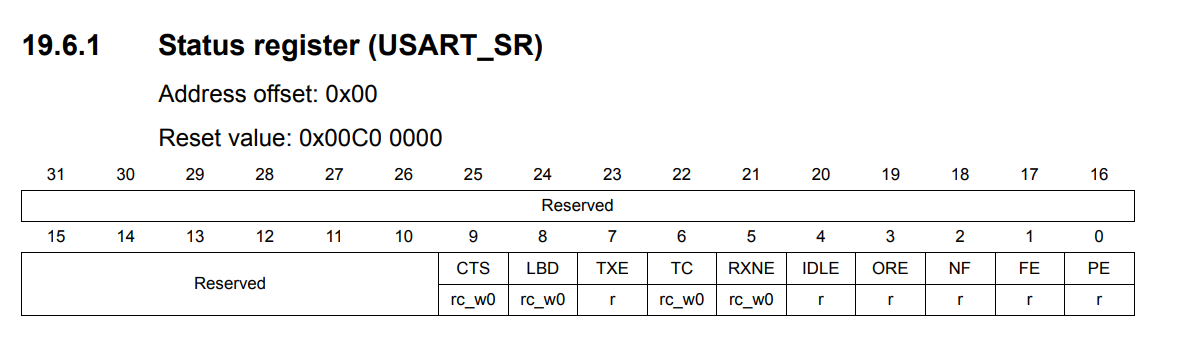 19.6.1 Status register (USART_SR)
Address offset: 0x00
Reset value: 0x00C0 0000
31 30 29 28 27 26 25 24 23 22 21 20 19 18 17 16
Reserved
15 14 13 12 11 10 9 8 7 6 5 4 3 2 1 0
Reserved CTS LBD TXE TC RXNE IDLE ORE NF FE PE
rc_w0 rc_w0 r rc_w0 rc_w0 r r r r r